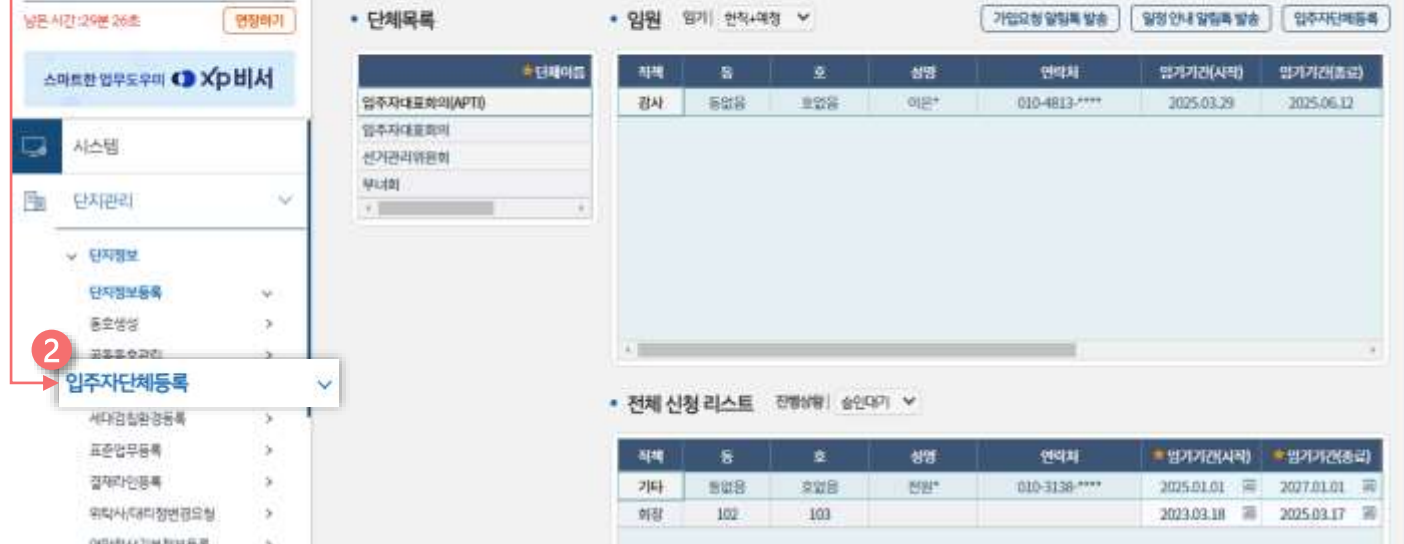 남은 시간 :29분 26초
연장하기
스마트한 업무도우미 Xp비서
시스템
단지관리
단지정보
단지정보등록
동호생성
공통동호관리
2
입주자단체등록
세대검침환경등록
표준업무등록
결재라인등록
위탁사/대리점변경요청
단체목록
단체이름
입주자대표회의(APTI)
입주자대표회의
선거관리위원회
부녀회
임원 임기 현직+예정
가입요청 알림톡 발송 일정 안내 알림톡 발송 입주자단체등록
직책 동 호 성명 연락처 임기기간(시작) 임기기간(종료)
감사 동없음 호없음 이은* 010-4813-**** 2025.03.29 2025.06.12
전체 신청 리스트 진행상황 승인대기
직책 동 호 성명 연락처 임기기간(시작) 임기기간(종료)
기타 동없음 호없음 전원* 010-3138-**** 2025.01.01 2027.01.01
회장 102 103 2023.03.18 2025.03.17